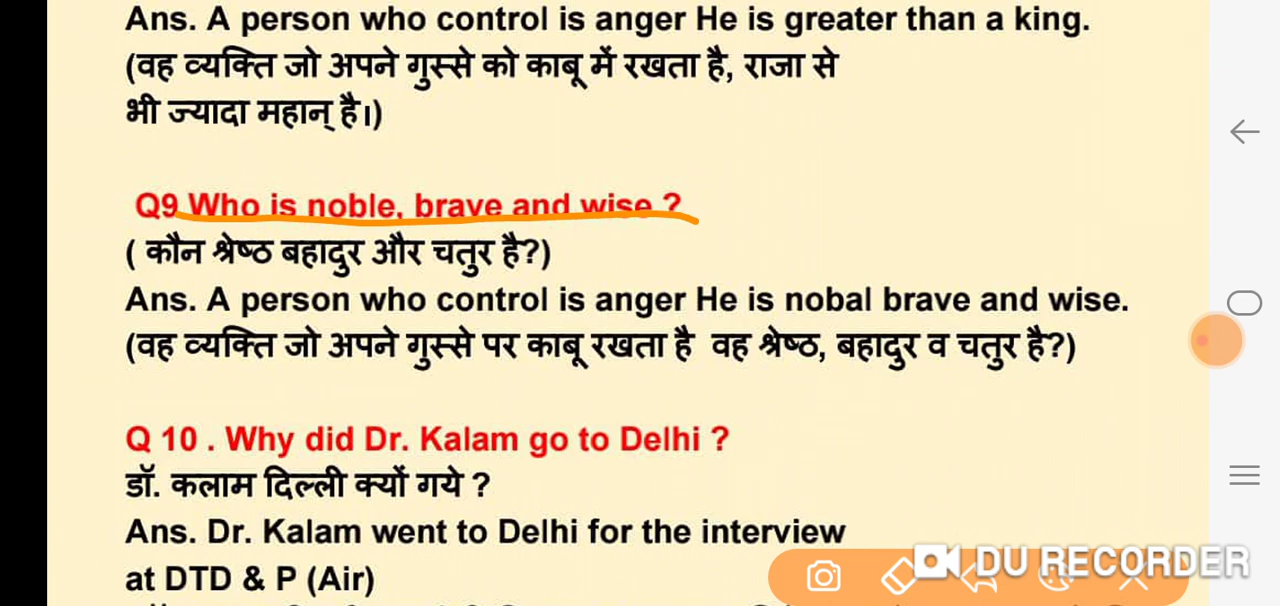 Ans. A person who control is anger He is greater than a king.
(वह व्यक्ति जो अपने गुस्से को काबू में रखता है, राजा से
भी ज्यादा महान् है।)
Q9 Who is noble, brave and wise ?
( कौन श्रेष्ठ बहादुर और चतुर है?)
Ans. A person who control is anger He is nobal brave and wise.
(वह व्यक्ति जो अपने गुस्से पर काबू रखता है वह श्रेष्ठ, बहादुर व चतुर है?)
Q 10 . Why did Dr. Kalam go to Delhi ?
डॉ. कलाम दिल्ली क्यों गये ?
Ans. Dr. Kalam went to Delhi for the interview
at DTD & P (Air)
DU RECORDER